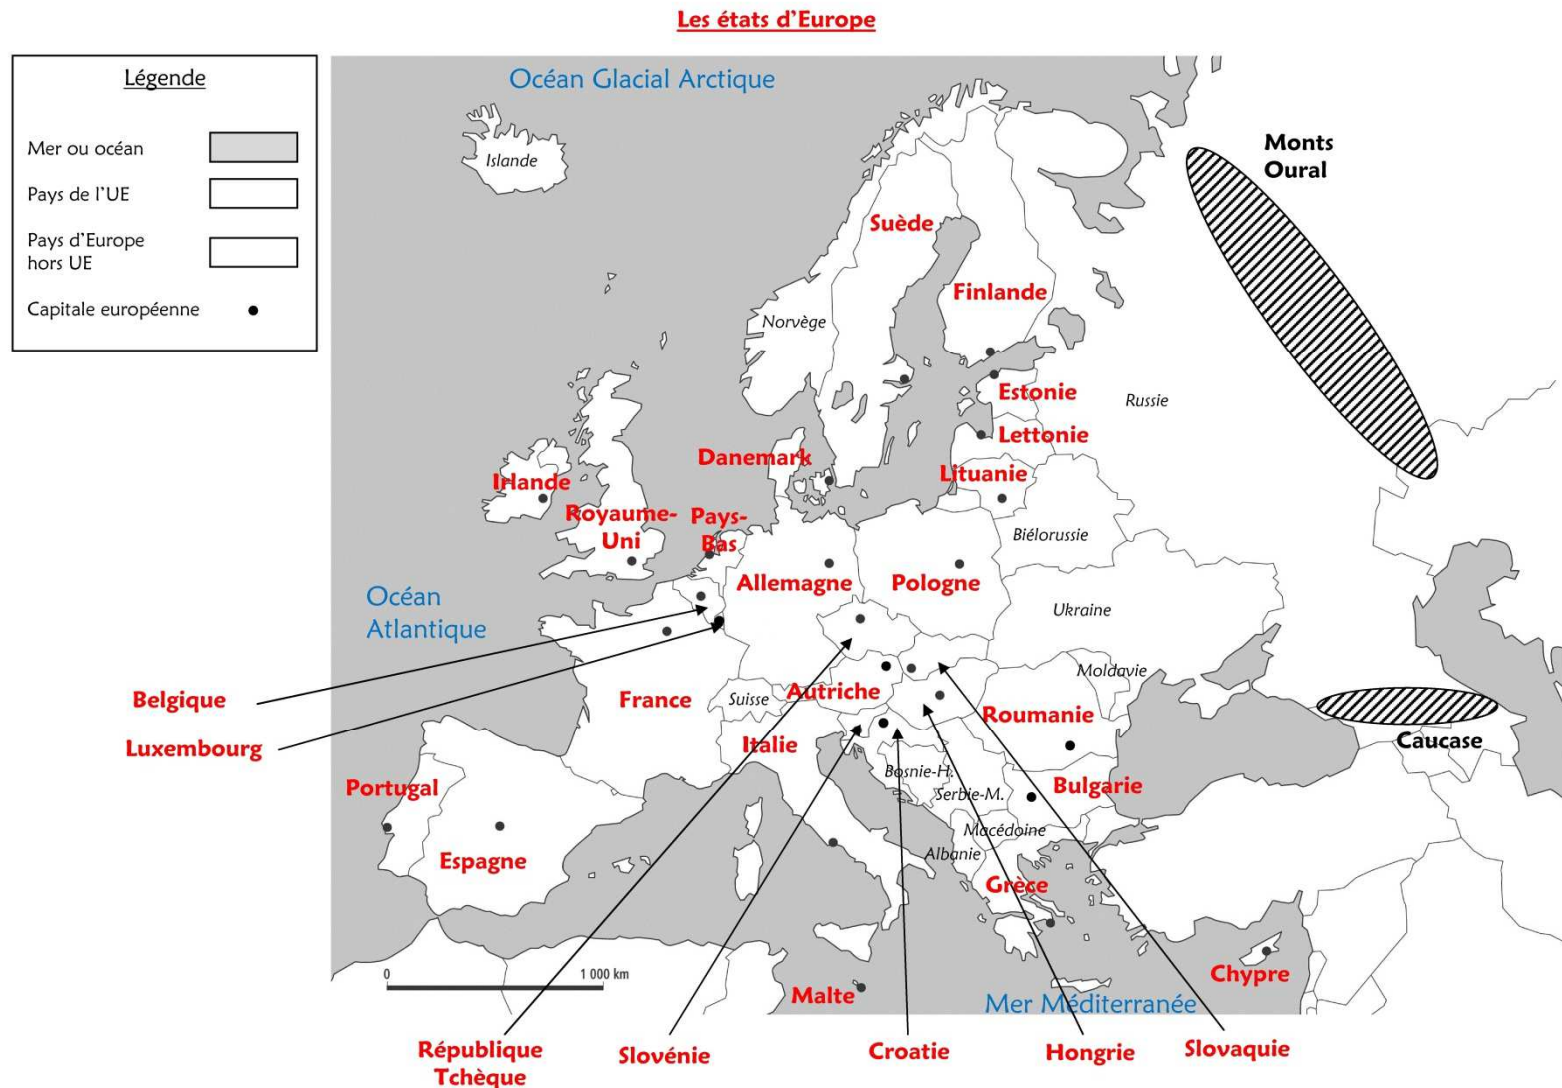 Les états d'Europe
Légende
Mer ou océan
Pays de l'UE
Pays d'Europe
hors UE
Capitale européenne
Océan Glacial Arctique
Islande
Monts
Oural
Suède
Finlande
Norvège
Estonie
Russie
Lettonie
Danemark
Lituanie
Irlande
Royaume-
Uni
Pays-
Bas
Biélorussie
Allemagne
Pologne
Océan
Atlantique
Ukraine
Moldavie
Belgique
France
Suisse
Autriche
Roumanie
Luxembourg
Italie
Caucase
Bosnie-H.
Serbie-M.
Bulgarie
Portugal
Macédoine
Albanie
Espagne
Grèce
0
1 000 km
Malte
Chypre
Mer Méditerranée
République
Tchèque
Slovénie
Croatie
Hongrie
Slovaquie